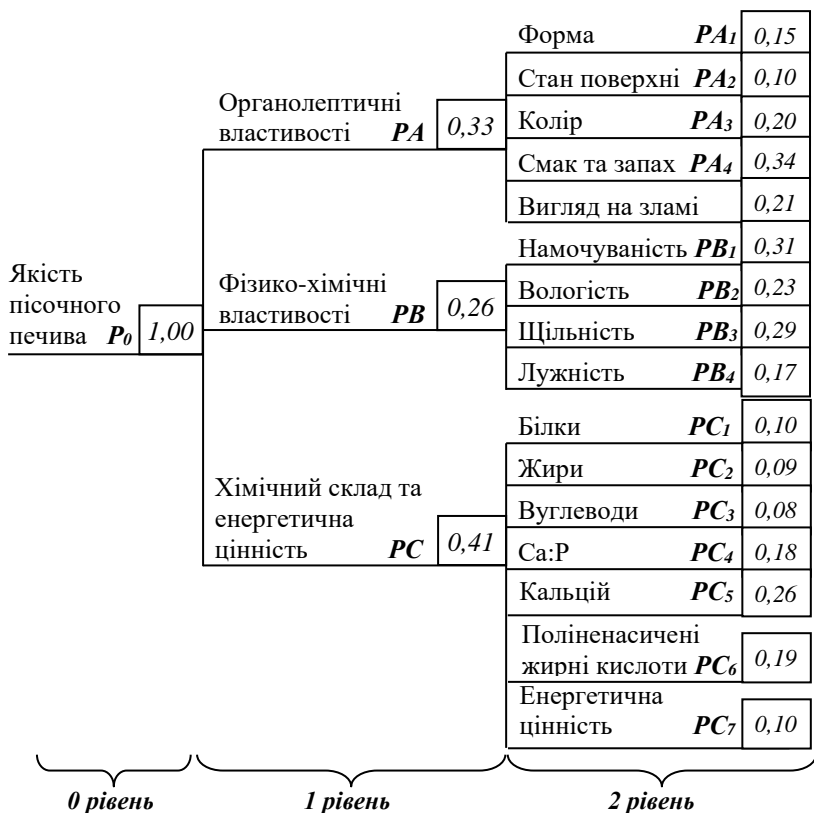 Форма PA1 0,15
Стан поверхні PA2 0,10
Колір PA3 0,20
Смак та запах PA4 0,34
Вигляд на зламі 0,21
Органолептичні
властивості PA 0,33
Намочуваність PB1 0,31
Вологість PB2 0,23
Щільність PB3 0,29
Лужність PB4 0,17
Фізико-хімічні
властивості PB 0,26
Якість
пісочного
печива P0 1,00
Білки PC1 0,10
Жири PC2 0,09
Вуглеводи PC3 0,08
Ca:P PC4 0,18
Кальцій PC5 0,26
Поліненасичені
жирні кислоти PC6 0,19
Енергетична
цінність PC7 0,10
Хімічний склад та
енергетична
цінність PC 0,41
0 рівень 1 рівень 2 рівень